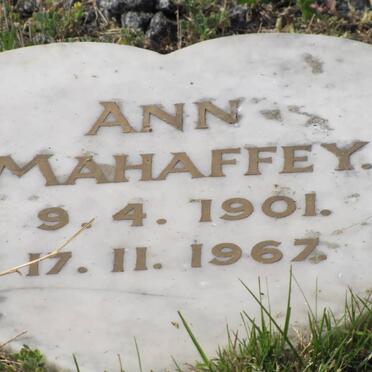 ANN
MAHAFFEY.
9. 4. 1901.
17. 11. 1967.